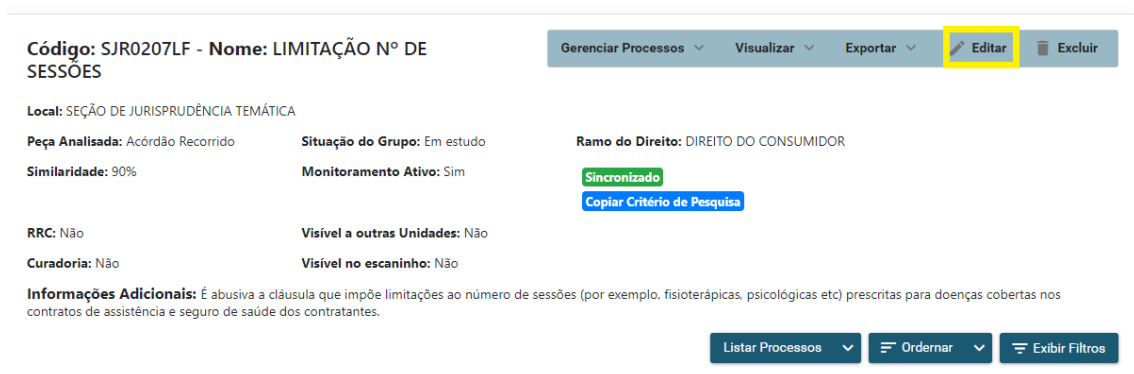 Código: SJR0207LF - Nome: LIMITAÇÃO Nº DE
SESSÕES
Gerenciar Processos Visualizar Exportar Editar Excluir
Local: SEÇÃO DE JURISPRUDÊNCIA TEMÁTICA
Peça Analisada: Acórdão Recorrido Situação do Grupo: Em estudo Ramo do Direito: DIREITO DO CONSUMIDOR
Similaridade: 90% Monitoramento Ativo: Sim Sincronizado
Copiar Critério de Pesquisa
RRC: Não Visível a outras Unidades: Não
Curadoria: Não Visível no escaninho: Não
Informações Adicionais: É abusiva a cláusula que impõe limitações ao número de sessões (por exemplo, fisioterápicas, psicológicas etc) prescritas para doenças cobertas nos
contratos de assistência e seguro de saúde dos contratantes.
Listar Processos Ordernar Exibir Filtros